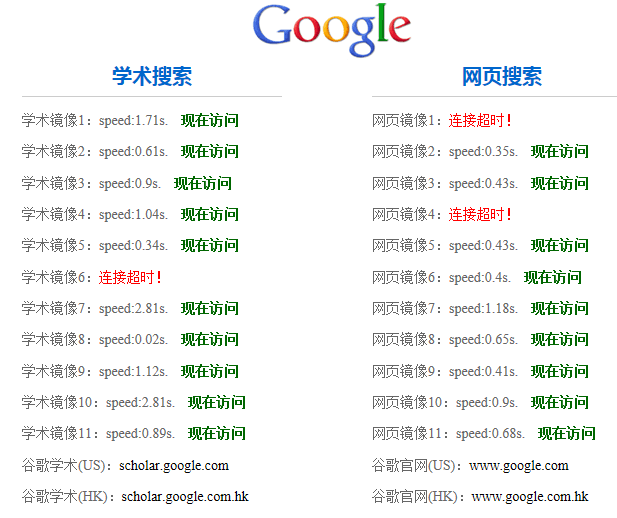 Google
学术搜索
学术镜像1：speed:1.71s. 现在访问
学术镜像2：speed:0.61s. 现在访问
学术镜像3：speed:0.9s. 现在访问
学术镜像4：speed:1.04s. 现在访问
学术镜像5：speed:0.34s. 现在访问
学术镜像6：连接超时！
学术镜像7：speed:2.81s. 现在访问
学术镜像8：speed:0.02s. 现在访问
学术镜像9：speed:1.12s. 现在访问
学术镜像10：speed:2.81s. 现在访问
学术镜像11：speed:0.89s. 现在访问
谷歌学术(US)：scholar.google.com
谷歌学术(HK)：scholar.google.com.hk
网页搜索
网页镜像1：连接超时！
网页镜像2：speed:0.35s. 现在访问
网页镜像3：speed:0.43s. 现在访问
网页镜像4：连接超时！
网页镜像5：speed:0.43s. 现在访问
网页镜像6：speed:0.4s. 现在访问
网页镜像7：speed:1.18s. 现在访问
网页镜像8：speed:0.65s. 现在访问
网页镜像9：speed:0.41s. 现在访问
网页镜像10：speed:0.9s. 现在访问
网页镜像11：speed:0.68s. 现在访问
谷歌官网(US)：www.google.com
谷歌官网(HK)：www.google.com.hk